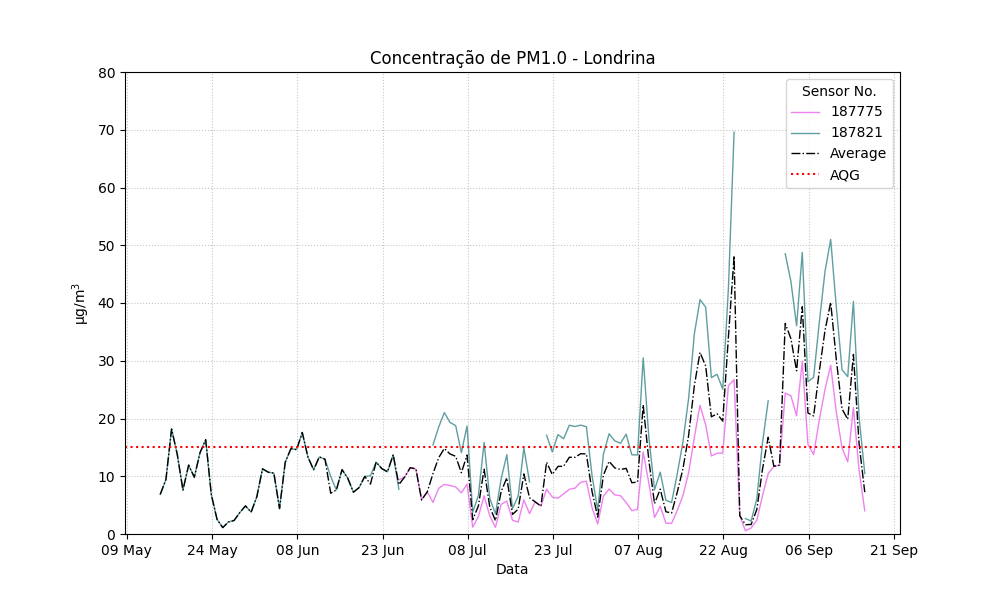 Concentração de PM1.0 - Londrina
80
70
60
50
40
30
20
10
0
µg/m³
Sensor No.
187775
187821
Average
AQG
09 May 24 May 08 Jun 23 Jun 08 Jul 23 Jul 07 Aug 22 Aug 06 Sep 21 Sep
Data